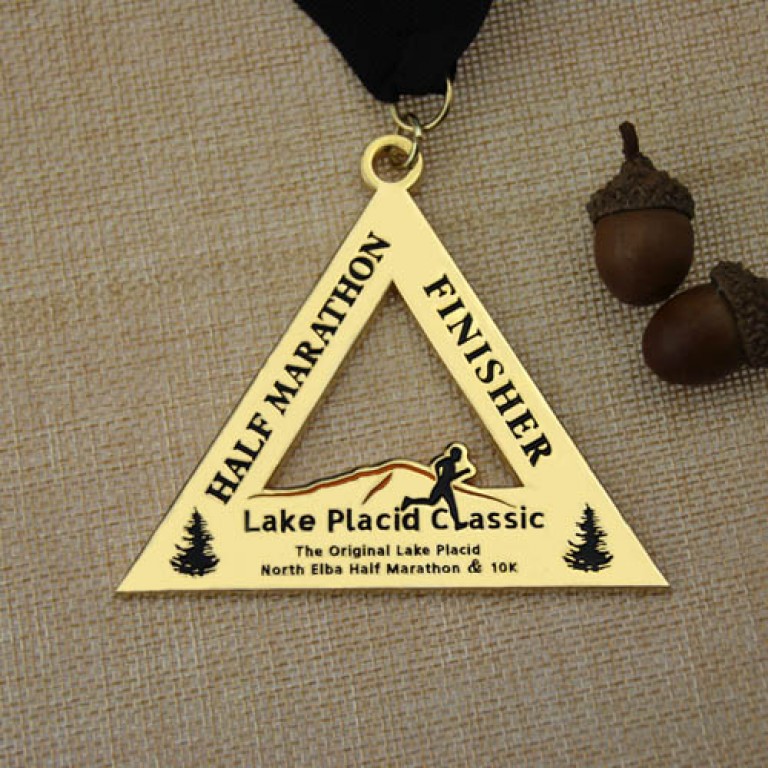 HALF MARATHON
FINISHER
Lake Placid Classic
The Original Lake Placid
North Elba Half Marathon & 10K